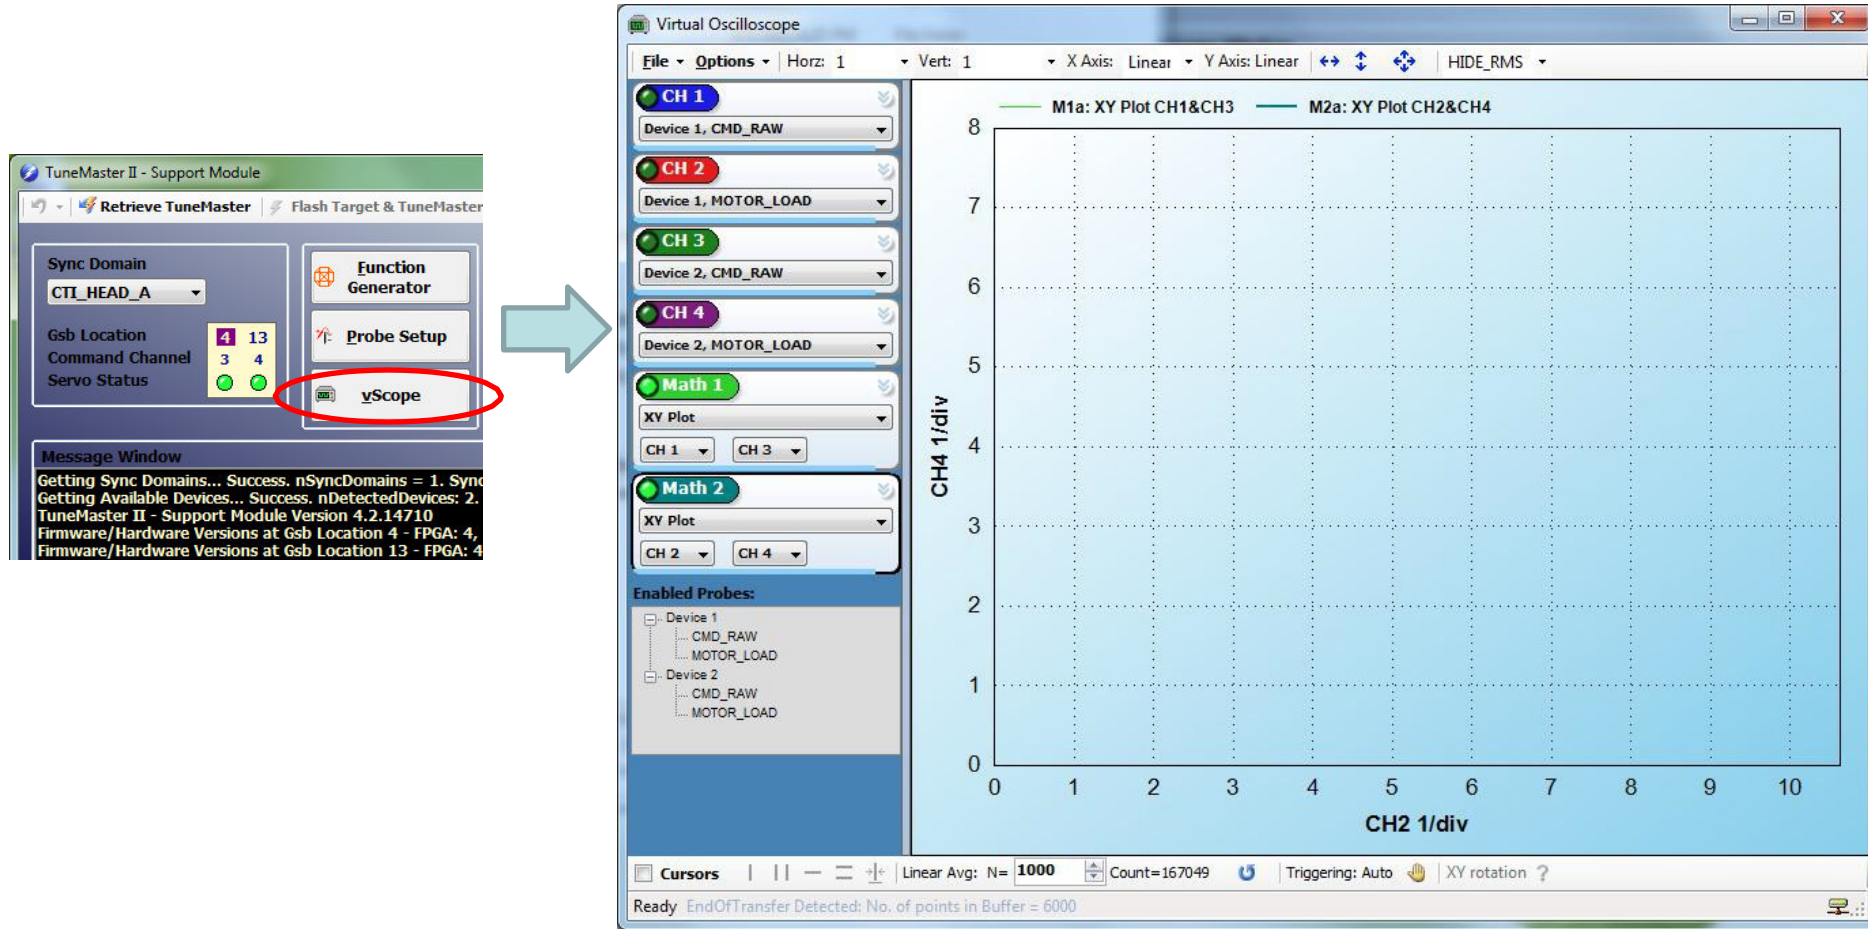 TuneMaster II - Support Module
Retrieve TuneMaster
Flash Target & TuneMaster
Sync Domain
CTI_HEAD_A
Gsb Location 4 13
Command Channel 3 4
Servo Status
Function Generator
Probe Setup
vScope
Message Window
Getting Sync Domains... Success. nSyncDomains = 1. Sync
Getting Available Devices... Success. nDetectedDevices: 2.
TuneMaster II - Support Module Version 4.2.14710
Firmware/Hardware Versions at Gsb Location 4 - FPGA: 4,
Firmware/Hardware Versions at Gsb Location 13 - FPGA: 4
Virtual Oscilloscope
File Options Horz: 1 Vert: 1 X Axis: Linear Y Axis: Linear HIDE_RMS
CH 1
Device 1, CMD_RAW
CH 2
Device 1, MOTOR_LOAD
CH 3
Device 2, CMD_RAW
CH 4
Device 2, MOTOR_LOAD
Math 1
XY Plot
CH 1 CH 3
Math 2
XY Plot
CH 2 CH 4
Enabled Probes:
Device 1
CMD_RAW
MOTOR_LOAD
Device 2
CMD_RAW
MOTOR_LOAD
M1a: XY Plot CH1&CH3 M2a: XY Plot CH2&CH4
8
7
6
5
4
3
2
1
0
CH4 1/div
0 1 2 3 4 5 6 7 8 9 10
CH2 1/div
Cursors Linear Avg: N= 1000 Count=167049 Triggering: Auto XY rotation ?
Ready EndOfTransfer Detected: No. of points in Buffer = 6000